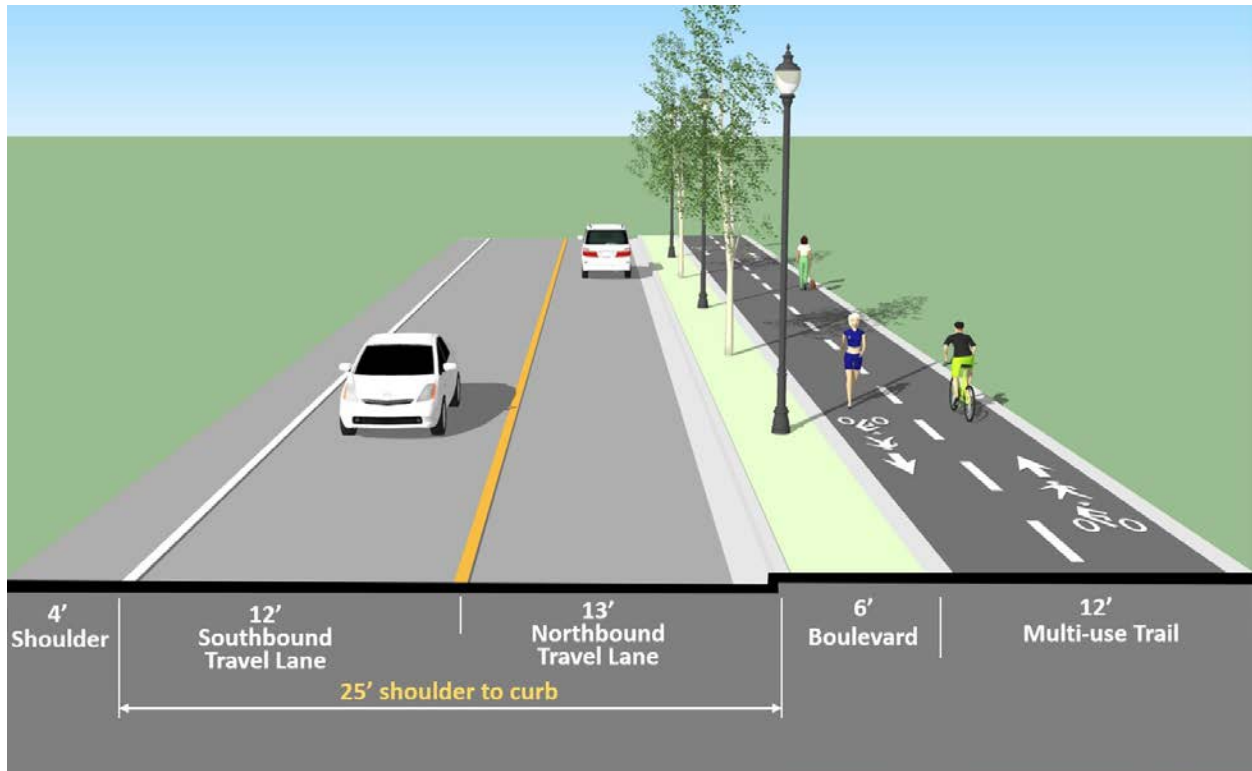 4’
Shoulder
12’
Southbound
Travel Lane
13’
Northbound
Travel Lane
6’
Boulevard
12’
Multi-use Trail
25’ shoulder to curb